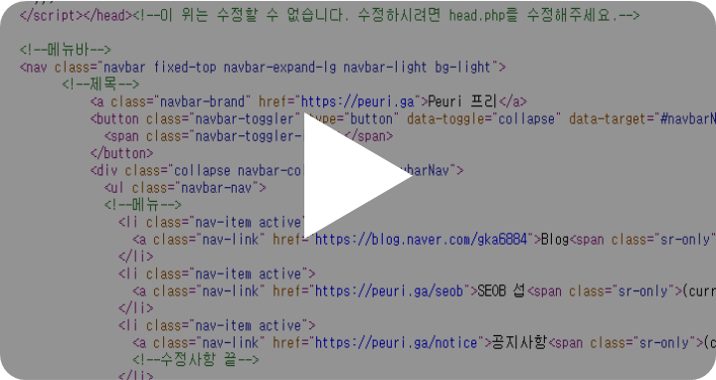 </script></head><!--이 위는 수정할 수 없습니다. 수정하시려면 head.php를 수정해주세요.-->
<!--메뉴바-->
<nav class="navbar fixed-top navbar-expand-lg navbar-light bg-light">
<!--제목-->
<a class="navbar-brand" href="https://peuri.ga">Peuri 프리</a>
<button class="navbar-toggler" type="button" data-toggle="collapse" data-target="#navbarN
<span class="navbar-toggler- </span>
</button>
<div class="collapse navbar-co barNav">
<ul class="navbar-nav">
<!--메뉴-->
<li class="nav-item active
<a class="nav-link" href="https://blog.naver.com/gka6884">Blog<span class="sr-only"
</li>
<li class="nav-item active">
<a class="nav-link" href="https://peuri.ga/seob">SEOB 섭<span class="sr-only">(curr
</li>
<li class="nav-item active">
<a class="nav-link" href="https://peuri.ga/notice">공지사항<span class="sr-only">(c
<!--수정사항 끝-->
</li>